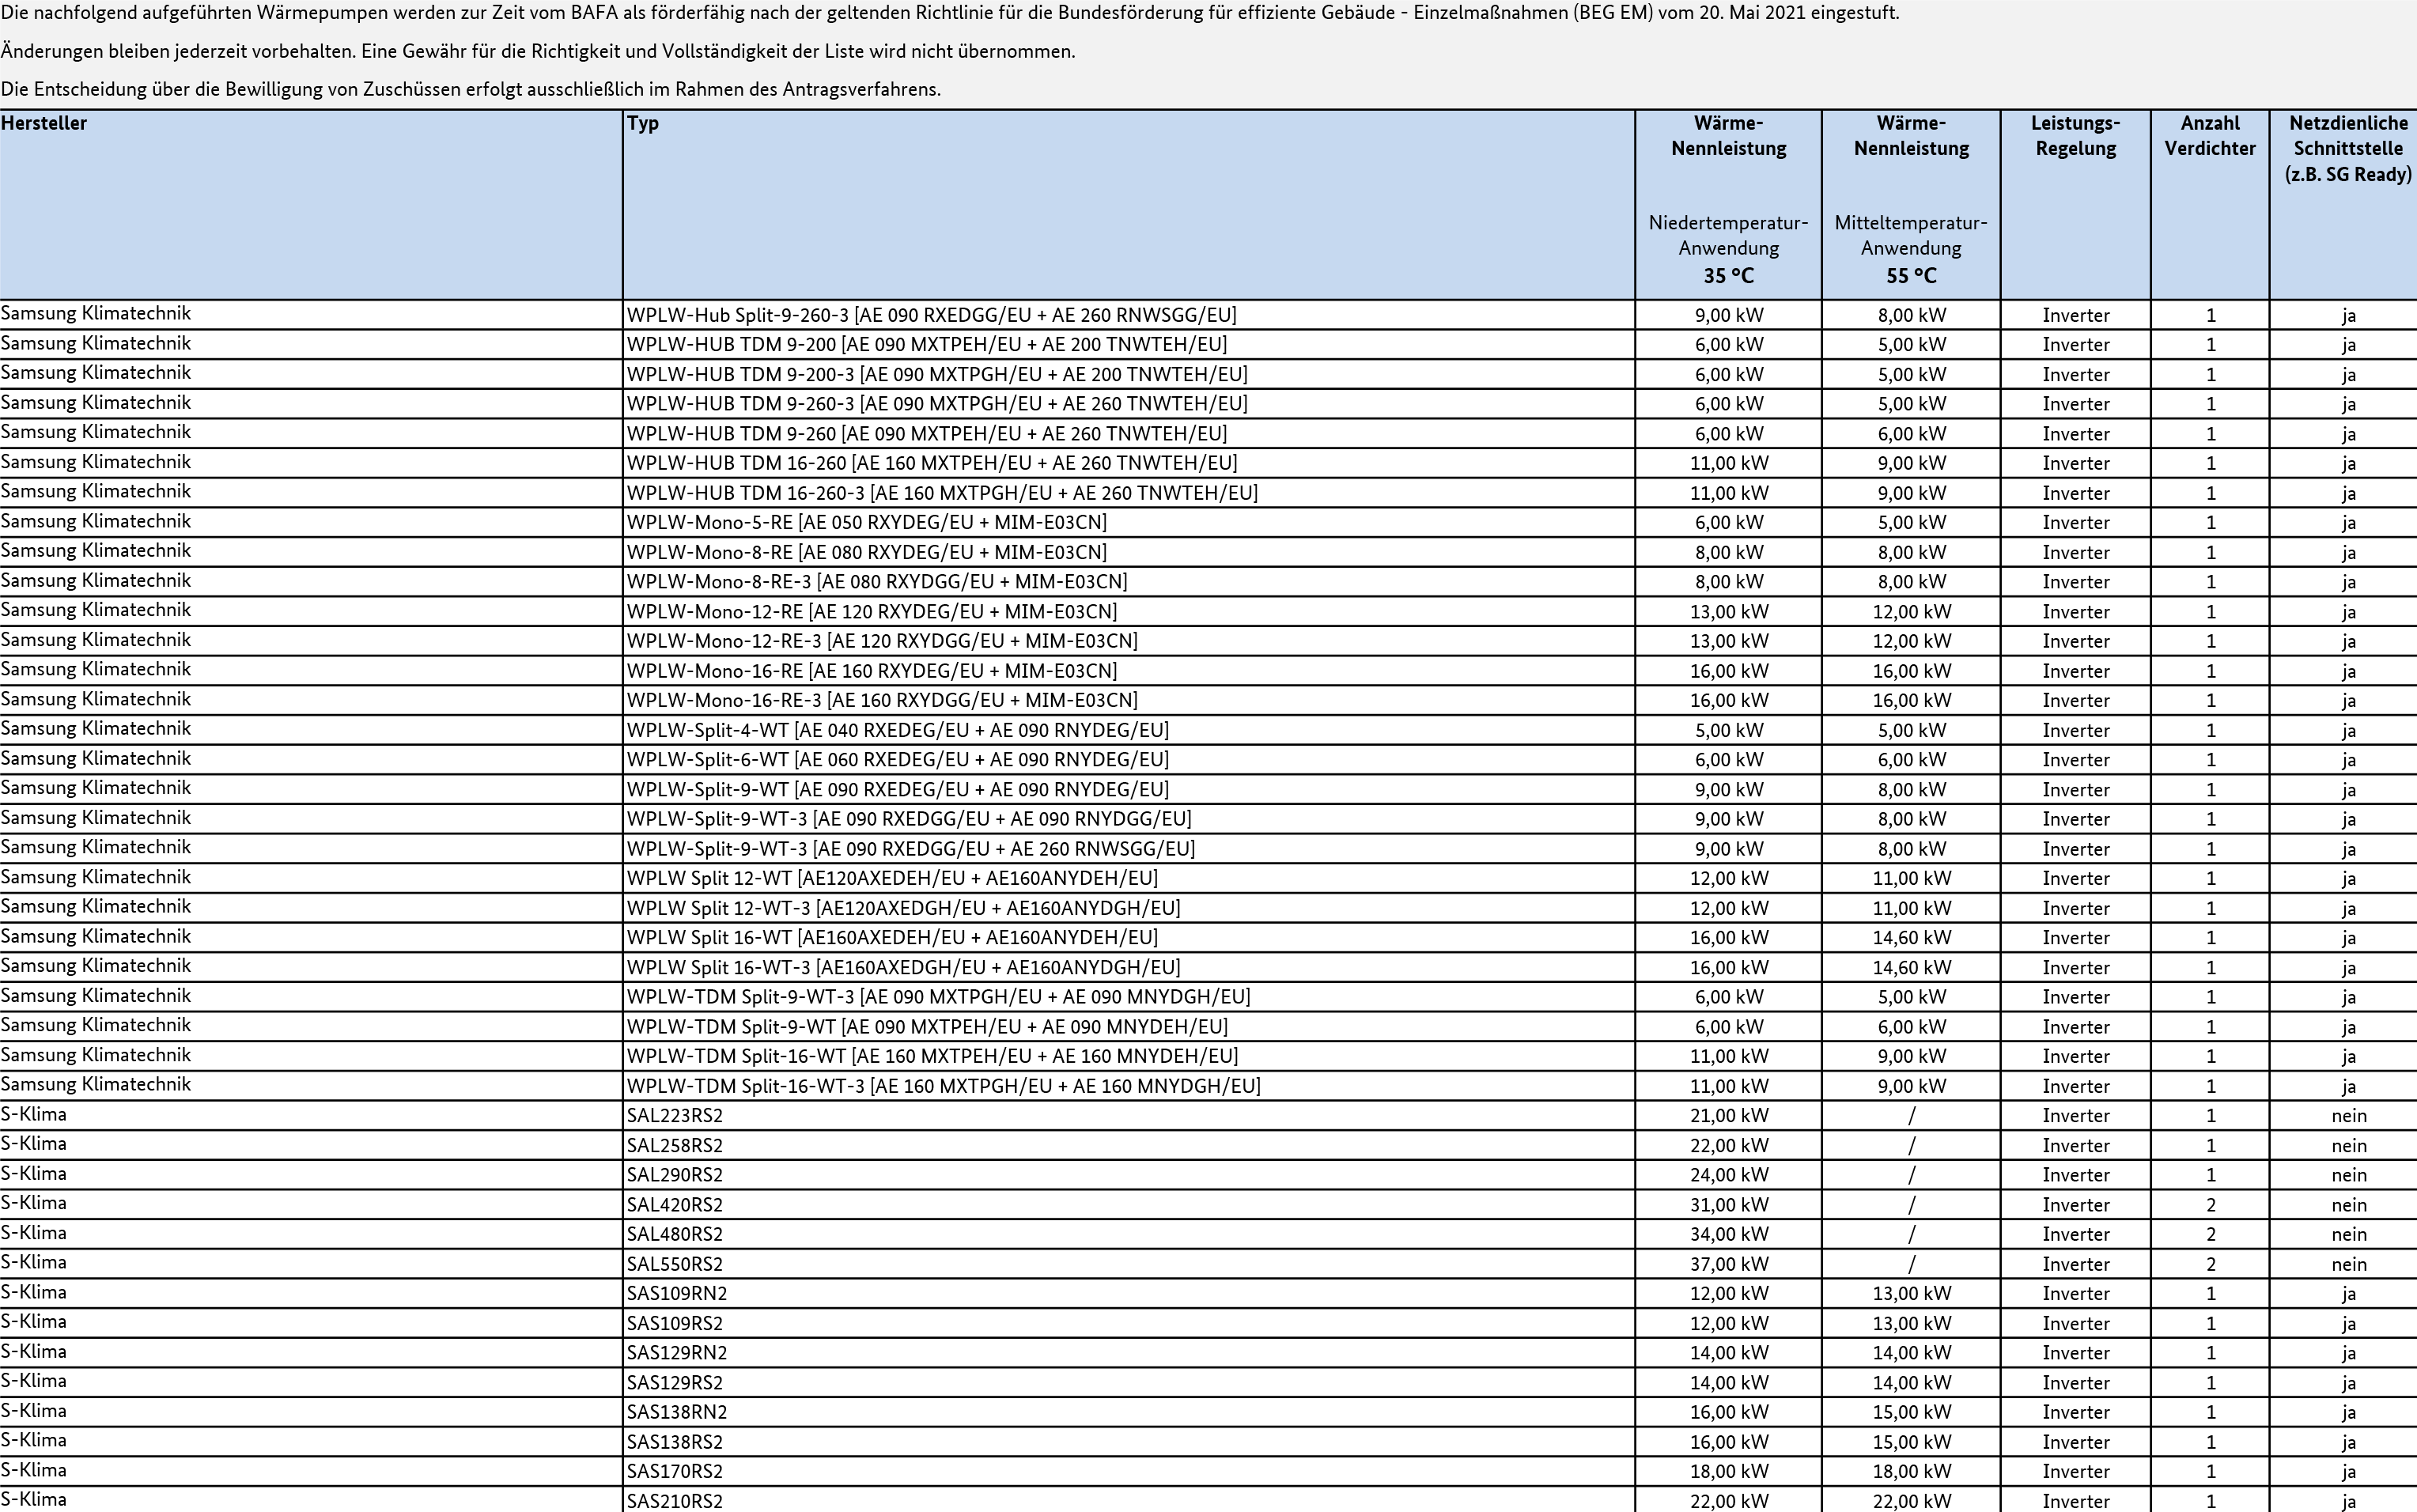 Die nachfolgend aufgeführten Wärmepumpen werden zur Zeit vom BAFA als förderfähig nach der geltenden Richtlinie für die Bundesförderung für effiziente Gebäude - Einzelmaßnahmen (BEG EM) vom 20. Mai 2021 eingestuft.
Änderungen bleiben jederzeit vorbehalten. Eine Gewähr für die Richtigkeit und Vollständigkeit der Liste wird nicht übernommen.
Die Entscheidung über die Bewilligung von Zuschüssen erfolgt ausschließlich im Rahmen des Antragsverfahrens.
Hersteller Typ Wärme- Wärme- Leistungs- Anzahl Netzdienliche
Nennleistung Nennleistung Regelung Verdichter Schnittstelle
(z.B. SG Ready)
Niedertemperatur- Mitteltemperatur-
Anwendung Anwendung
35 °C 55 °C
Samsung Klimatechnik WPLW-Hub Split-9-260-3 [AE 090 RXEDGG/EU + AE 260 RNWSGG/EU] 9,00 kW 8,00 kW Inverter 1 ja
Samsung Klimatechnik WPLW-HUB TDM 9-200 [AE 090 MXTPEH/EU + AE 200 TNWTEH/EU] 6,00 kW 5,00 kW Inverter 1 ja
Samsung Klimatechnik WPLW-HUB TDM 9-200-3 [AE 090 MXTPGH/EU + AE 200 TNWTEH/EU] 6,00 kW 5,00 kW Inverter 1 ja
Samsung Klimatechnik WPLW-HUB TDM 9-260-3 [AE 090 MXTPGH/EU + AE 260 TNWTEH/EU] 6,00 kW 5,00 kW Inverter 1 ja
Samsung Klimatechnik WPLW-HUB TDM 9-260 [AE 090 MXTPEH/EU + AE 260 TNWTEH/EU] 6,00 kW 6,00 kW Inverter 1 ja
Samsung Klimatechnik WPLW-HUB TDM 16-260 [AE 160 MXTPEH/EU + AE 260 TNWTEH/EU] 11,00 kW 9,00 kW Inverter 1 ja
Samsung Klimatechnik WPLW-HUB TDM 16-260-3 [AE 160 MXTPGH/EU + AE 260 TNWTEH/EU] 11,00 kW 9,00 kW Inverter 1 ja
Samsung Klimatechnik WPLW-Mono-5-RE [AE 050 RXYDEG/EU + MIM-E03CN] 6,00 kW 5,00 kW Inverter 1 ja
Samsung Klimatechnik WPLW-Mono-8-RE [AE 080 RXYDEG/EU + MIM-E03CN] 8,00 kW 8,00 kW Inverter 1 ja
Samsung Klimatechnik WPLW-Mono-8-RE-3 [AE 080 RXYDGG/EU + MIM-E03CN] 8,00 kW 8,00 kW Inverter 1 ja
Samsung Klimatechnik WPLW-Mono-12-RE [AE 120 RXYDEG/EU + MIM-E03CN] 13,00 kW 12,00 kW Inverter 1 ja
Samsung Klimatechnik WPLW-Mono-12-RE-3 [AE 120 RXYDGG/EU + MIM-E03CN] 13,00 kW 12,00 kW Inverter 1 ja
Samsung Klimatechnik WPLW-Mono-16-RE [AE 160 RXYDEG/EU + MIM-E03CN] 16,00 kW 16,00 kW Inverter 1 ja
Samsung Klimatechnik WPLW-Mono-16-RE-3 [AE 160 RXYDGG/EU + MIM-E03CN] 16,00 kW 16,00 kW Inverter 1 ja
Samsung Klimatechnik WPLW-Split-4-WT [AE 040 RXEDEG/EU + AE 090 RNYDEG/EU] 5,00 kW 5,00 kW Inverter 1 ja
Samsung Klimatechnik WPLW-Split-6-WT [AE 060 RXEDEG/EU + AE 090 RNYDEG/EU] 6,00 kW 6,00 kW Inverter 1 ja
Samsung Klimatechnik WPLW-Split-9-WT [AE 090 RXEDEG/EU + AE 090 RNYDEG/EU] 9,00 kW 8,00 kW Inverter 1 ja
Samsung Klimatechnik WPLW-Split-9-WT-3 [AE 090 RXEDGG/EU + AE 090 RNYDGG/EU] 9,00 kW 8,00 kW Inverter 1 ja
Samsung Klimatechnik WPLW-Split-9-WT-3 [AE 090 RXEDGG/EU + AE 260 RNWSGG/EU] 9,00 kW 8,00 kW Inverter 1 ja
Samsung Klimatechnik WPLW Split 12-WT [AE120AXEDEH/EU + AE160ANYDEH/EU] 12,00 kW 11,00 kW Inverter 1 ja
Samsung Klimatechnik WPLW Split 12-WT-3 [AE120AXEDGH/EU + AE160ANYDGH/EU] 12,00 kW 11,00 kW Inverter 1 ja
Samsung Klimatechnik WPLW Split 16-WT [AE160AXEDEH/EU + AE160ANYDEH/EU] 16,00 kW 14,60 kW Inverter 1 ja
Samsung Klimatechnik WPLW Split 16-WT-3 [AE160AXEDGH/EU + AE160ANYDGH/EU] 16,00 kW 14,60 kW Inverter 1 ja
Samsung Klimatechnik WPLW-TDM Split-9-WT-3 [AE 090 MXTPGH/EU + AE 090 MNYDGH/EU] 6,00 kW 5,00 kW Inverter 1 ja
Samsung Klimatechnik WPLW-TDM Split-9-WT [AE 090 MXTPEH/EU + AE 090 MNYDEH/EU] 6,00 kW 6,00 kW Inverter 1 ja
Samsung Klimatechnik WPLW-TDM Split-16-WT [AE 160 MXTPEH/EU + AE 160 MNYDEH/EU] 11,00 kW 9,00 kW Inverter 1 ja
Samsung Klimatechnik WPLW-TDM Split-16-WT-3 [AE 160 MXTPGH/EU + AE 160 MNYDGH/EU] 11,00 kW 9,00 kW Inverter 1 ja
S-Klima SAL223RS2 21,00 kW / Inverter 1 nein
S-Klima SAL258RS2 22,00 kW / Inverter 1 nein
S-Klima SAL290RS2 24,00 kW / Inverter 1 nein
S-Klima SAL420RS2 31,00 kW / Inverter 2 nein
S-Klima SAL480RS2 34,00 kW / Inverter 2 nein
S-Klima SAL550RS2 37,00 kW / Inverter 2 nein
S-Klima SAS109RN2 12,00 kW 13,00 kW Inverter 1 ja
S-Klima SAS109RS2 12,00 kW 13,00 kW Inverter 1 ja
S-Klima SAS129RN2 14,00 kW 14,00 kW Inverter 1 ja
S-Klima SAS129RS2 14,00 kW 14,00 kW Inverter 1 ja
S-Klima SAS138RN2 16,00 kW 15,00 kW Inverter 1 ja
S-Klima SAS138RS2 16,00 kW 15,00 kW Inverter 1 ja
S-Klima SAS170RS2 18,00 kW 18,00 kW Inverter 1 ja
S-Klima SAS210RS2 22,00 kW 22,00 kW Inverter 1 ja